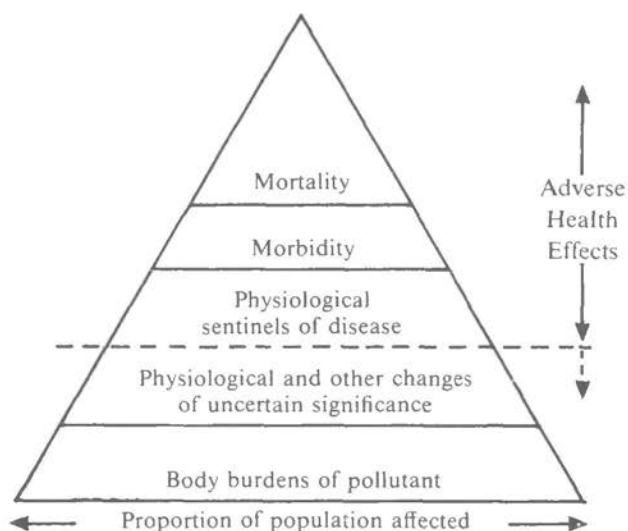 Mortality
Morbidity
Physiological
sentinels of disease
Physiological and other changes
of uncertain significance
Body burdens of pollutant
Proportion of population affected
Adverse
Health
Effects